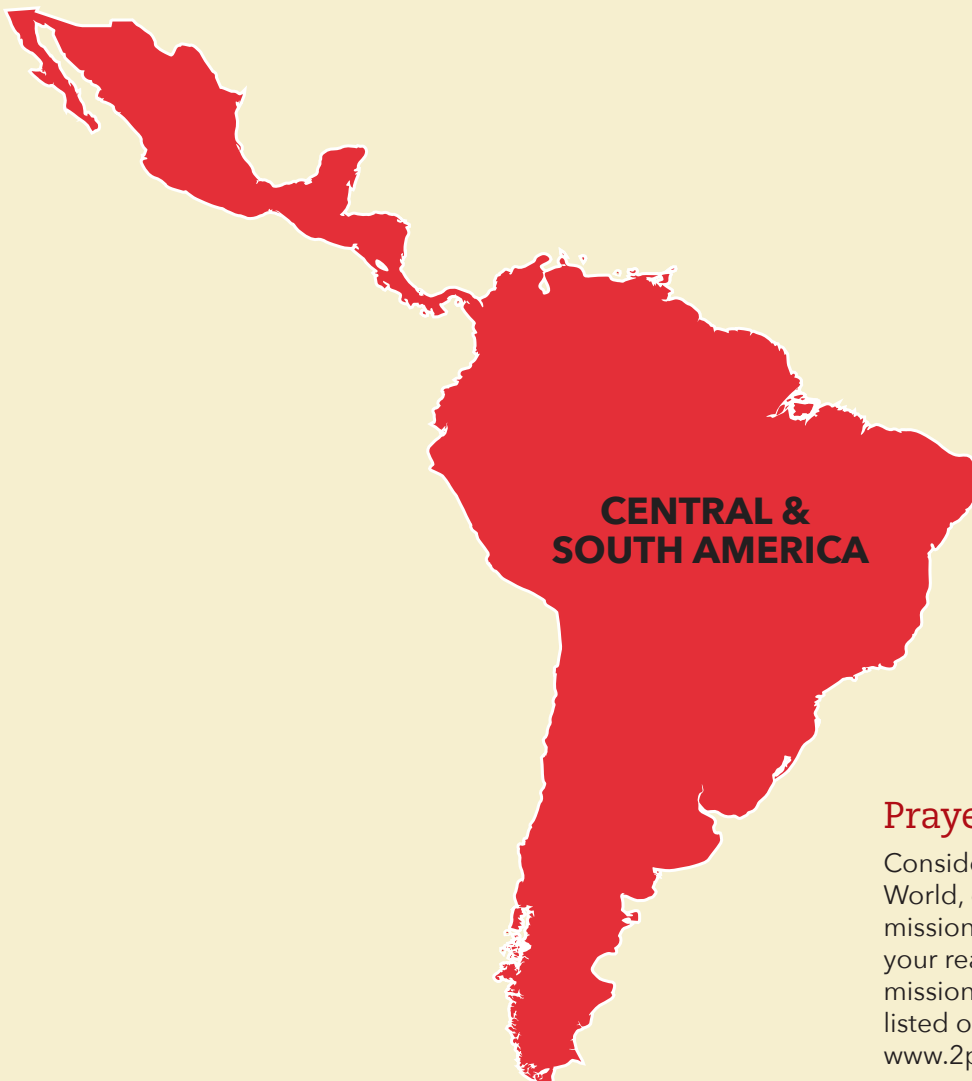 CENTRAL &
SOUTH AMERICA
Praye
Conside
World,
mission
your rea
mission
listed o
www.2p